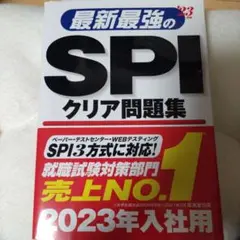 最新最強の
'23
SPI
クリア問題集
ペーパー・テストセンター・WEBテスティング
SPI3方式に対応!
就職試験対策部門
売上NO.1
2023年入社用